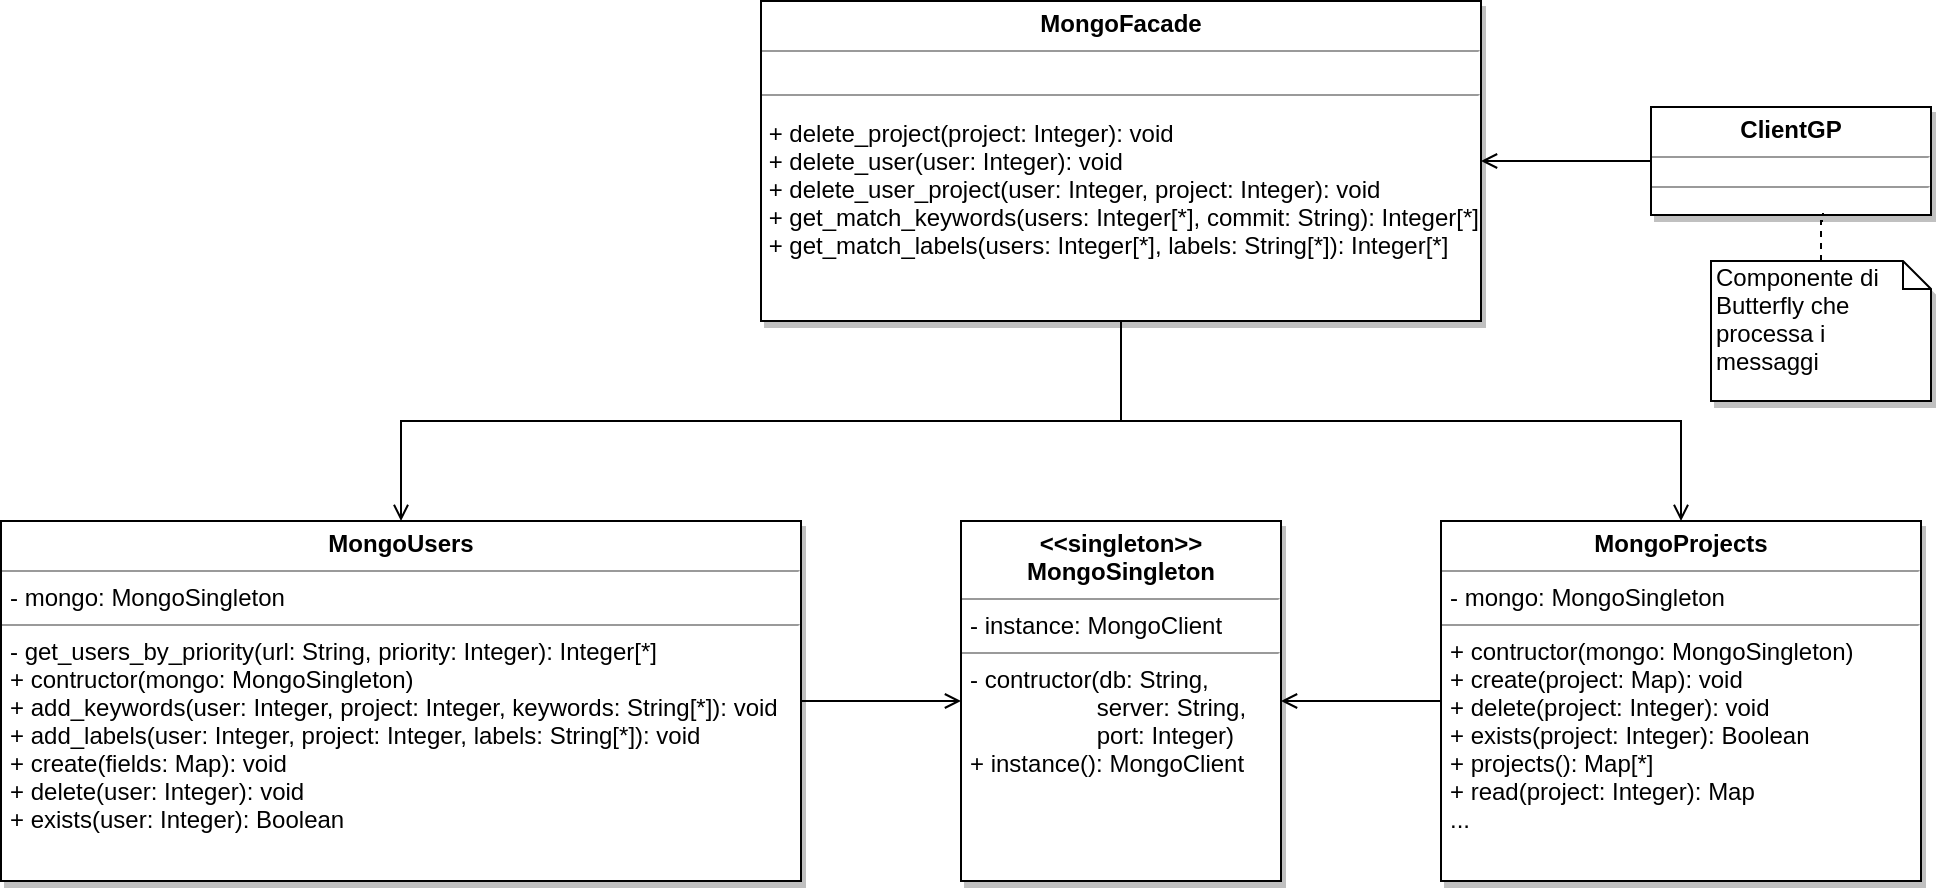 MongoFacade
+ delete_project(project: Integer): void
+ delete_user(user: Integer): void
+ delete_user_project(user: Integer, project: Integer): void
+ get_match_keywords(users: Integer[*], commit: String): Integer[*]
+ get_match_labels(users: Integer[*], labels: String[*]): Integer[*]
ClientGP
Componente di
Butterfly che
processa i
messaggi
MongoUsers
- mongo: MongoSingleton
- get_users_by_priority(url: String, priority: Integer): Integer[*]
+ contructor(mongo: MongoSingleton)
+ add_keywords(user: Integer, project: Integer, keywords: String[*]): void
+ add_labels(user: Integer, project: Integer, labels: String[*]): void
+ create(fields: Map): void
+ delete(user: Integer): void
+ exists(user: Integer): Boolean
<<singleton>>
MongoSingleton
- instance: MongoClient
- contructor(db: String,
server: String,
port: Integer)
+ instance(): MongoClient
MongoProjects
- mongo: MongoSingleton
+ contructor(mongo: MongoSingleton)
+ create(project: Map): void
+ delete(project: Integer): void
+ exists(project: Integer): Boolean
+ projects(): Map[*]
+ read(project: Integer): Map
...